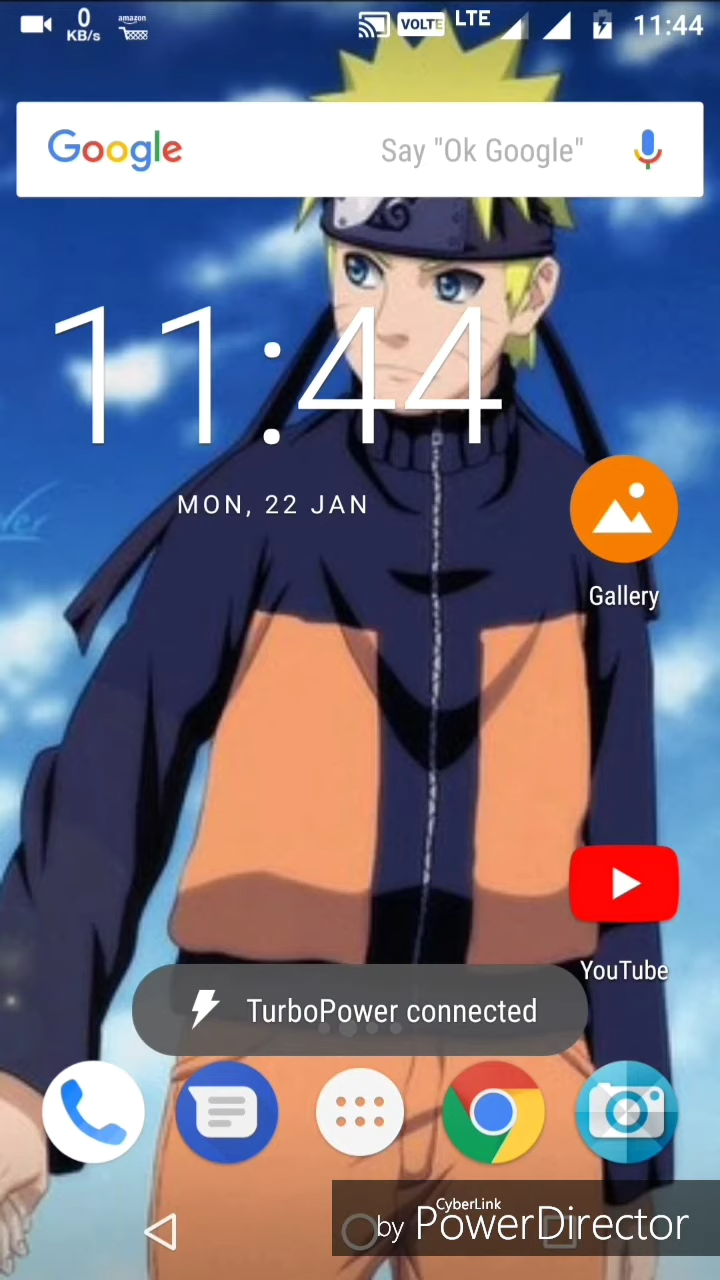 0
KB/s
amazon
VOLTE
LTE
11:44
Google
Say "Ok Google"
11:44
MON, 22 JAN
Gallery
YouTube
TurboPower connected
CyberLink
by PowerDirector